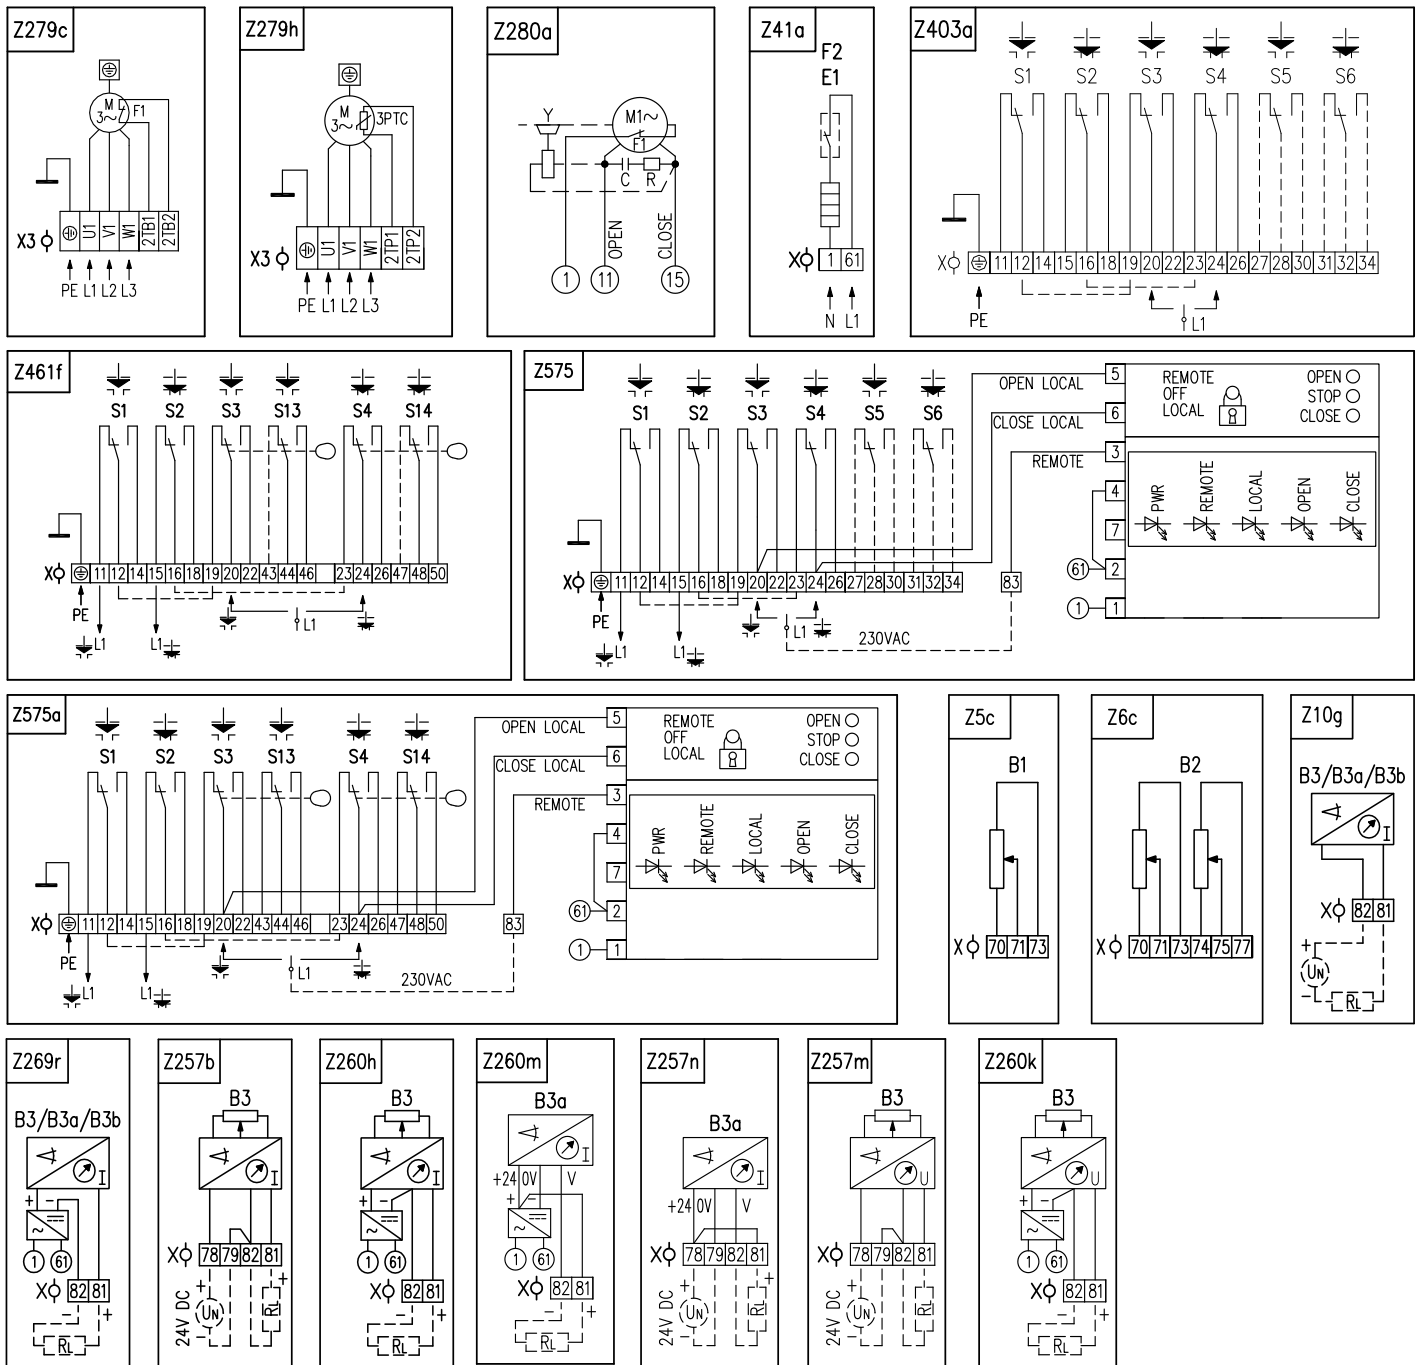 Z279c
M
3~
F1
X3
U1 V1 W1 2TB1 2TB2
PE L1 L2 L3
Z279h
M
3~
3PTC
X3
U1 V1 W1 2TP1 2TP2
PE L1 L2 L3
Z280a
Y
M1~
F1
C R
OPEN
CLOSE
1 11 15
Z41a
F2
E1
X 1 61
N L1
Z403a
S1 S2 S3 S4 S5 S6
X 11 12 14 15 16 18 19 20 22 23 24 26 27 28 30 31 32 34
PE
L1
Z461f
S1 S2 S3 S13 S4 S14
X 11 12 14 15 16 18 19 20 22 43 44 46 23 24 26 47 48 50
PE
L1 L1 L1
Z575
S1 S2 S3 S4 S5 S6
X 11 12 14 15 16 18 19 20 22 23 24 26 27 28 30 31 32 34
83
PE
L1 L1 L1
230VAC
OPEN LOCAL 5
CLOSE LOCAL 6
REMOTE 3
4
7
61 2
1 1
REMOTE
OFF
LOCAL
OPEN
STOP
CLOSE
PWR REMOTE LOCAL OPEN CLOSE
Z575a
S1 S2 S3 S13 S4 S14
X 11 12 14 15 16 18 19 20 22 43 44 46 23 24 26 47 48 50
83
PE
L1 L1 L1
230VAC
OPEN LOCAL 5
CLOSE LOCAL 6
REMOTE 3
4
7
61 2
1 1
REMOTE
OFF
LOCAL
OPEN
STOP
CLOSE
PWR REMOTE LOCAL OPEN CLOSE
Z5c
B1
X 70 71 73
Z6c
B2
X 70 71 73 74 75 77
Z10g
B3/B3a/B3b
I
X 82 81
+
UN
-
RL
Z269r
B3/B3a/B3b
I
+ -
~
1 61
X 82 81
- +
RL
Z257b
B3
I
X 78 79 82 81
+ +
24V DC
UN
RL
-
Z260h
B3
I
+ -
~
1 61
X 82 81
- +
RL
Z260m
B3a
I
+24 0V V
+ -
~
1 61
X 82 81
- +
RL
Z257n
B3a
I
+24 0V V
X 78 79 82 81
+ +
24V DC
UN
RL
-
Z257m
B3
U
X 78 79 82 81
+ +
24V DC
UN
RL
-
Z260k
B3
U
+ -
~
1 61
X 82 81
- +
RL